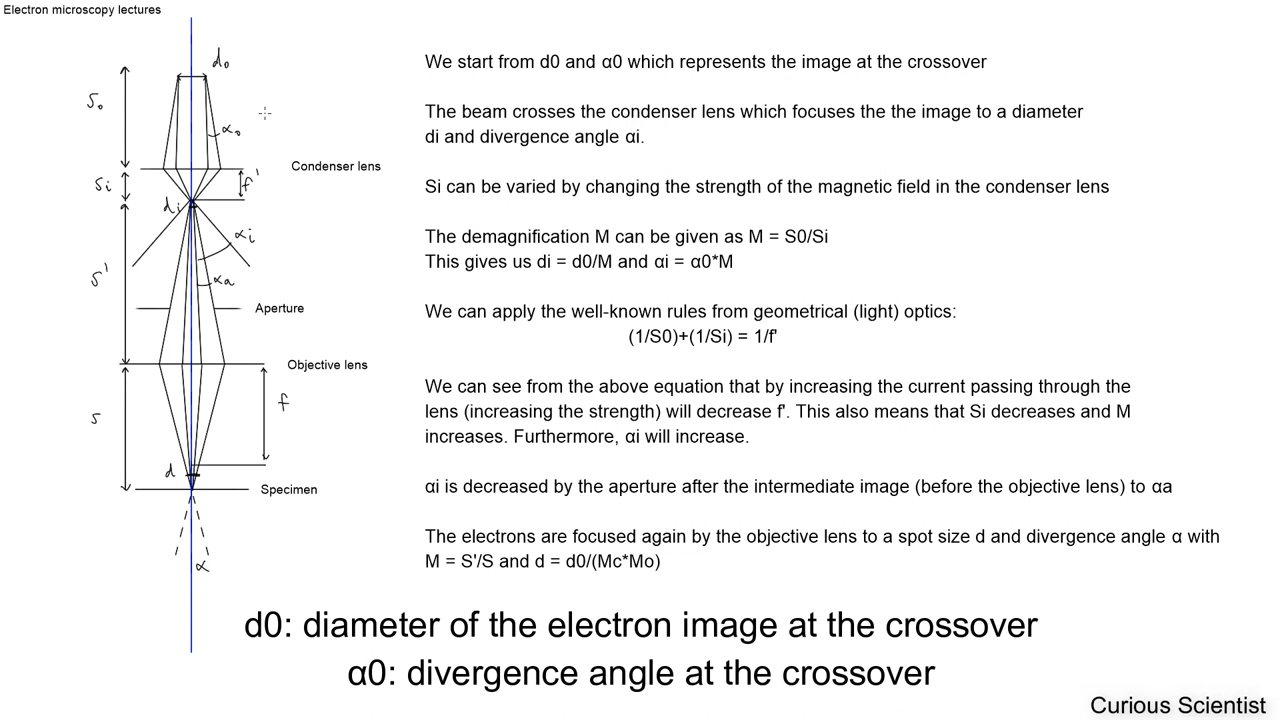 Electron microscopy lectures
d₀
We start from d0 and α0 which represents the image at the crossover
S₀
The beam crosses the condenser lens which focuses the the image to a diameter
α₀
di and divergence angle αi.
Condenser lens
Si
f'
Si can be varied by changing the strength of the magnetic field in the condenser lens
di
αi
The demagnification M can be given as M = S0/Si
This gives us di = d0/M and αi = α0*M
S'
αa
Aperture
We can apply the well-known rules from geometrical (light) optics:
(1/S0)+(1/Si) = 1/f'
Objective lens
We can see from the above equation that by increasing the current passing through the
lens (increasing the strength) will decrease f'. This also means that Si decreases and M
increases. Furthermore, αi will increase.
f
S
d
Specimen
αi is decreased by the aperture after the intermediate image (before the objective lens) to αa
The electrons are focused again by the objective lens to a spot size d and divergence angle α with
M = S'/S and d = d0/(Mc*Mo)
α
d0: diameter of the electron image at the crossover
α0: divergence angle at the crossover
Curious Scientist